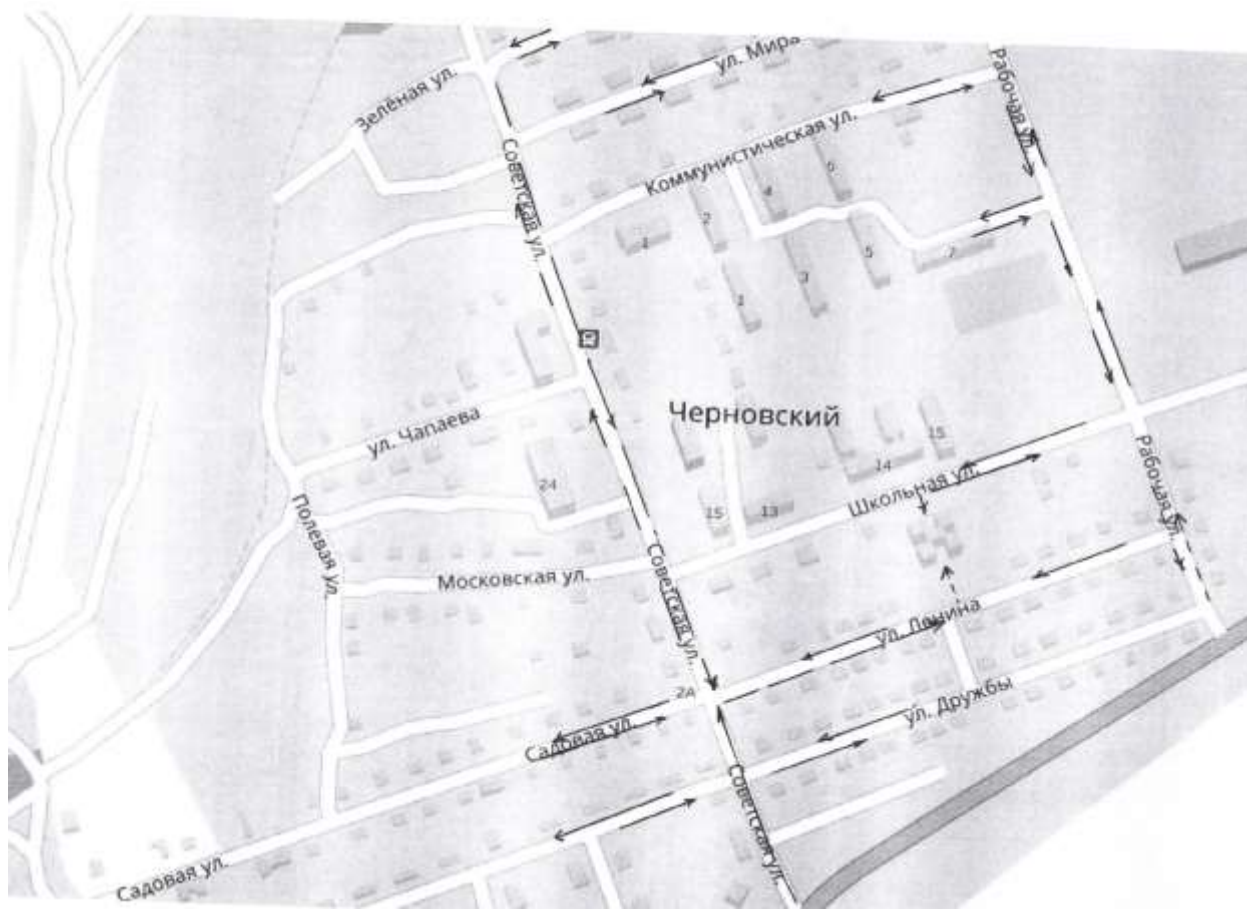 ул. Мира
Зелёная ул.
Рабочая ул.
Советская ул.
Коммунистическая ул.
6
4
2
1
7
5
3
1
Черновский
ул. Чапаева
15
14
Рабочая ул.
24
Школьная ул.
15
13
Полевая ул.
Московская ул.
Советская ул.
ул. Ленина
2А
ул. Дружбы
Садовая ул.
Советская ул.
Садовая ул.